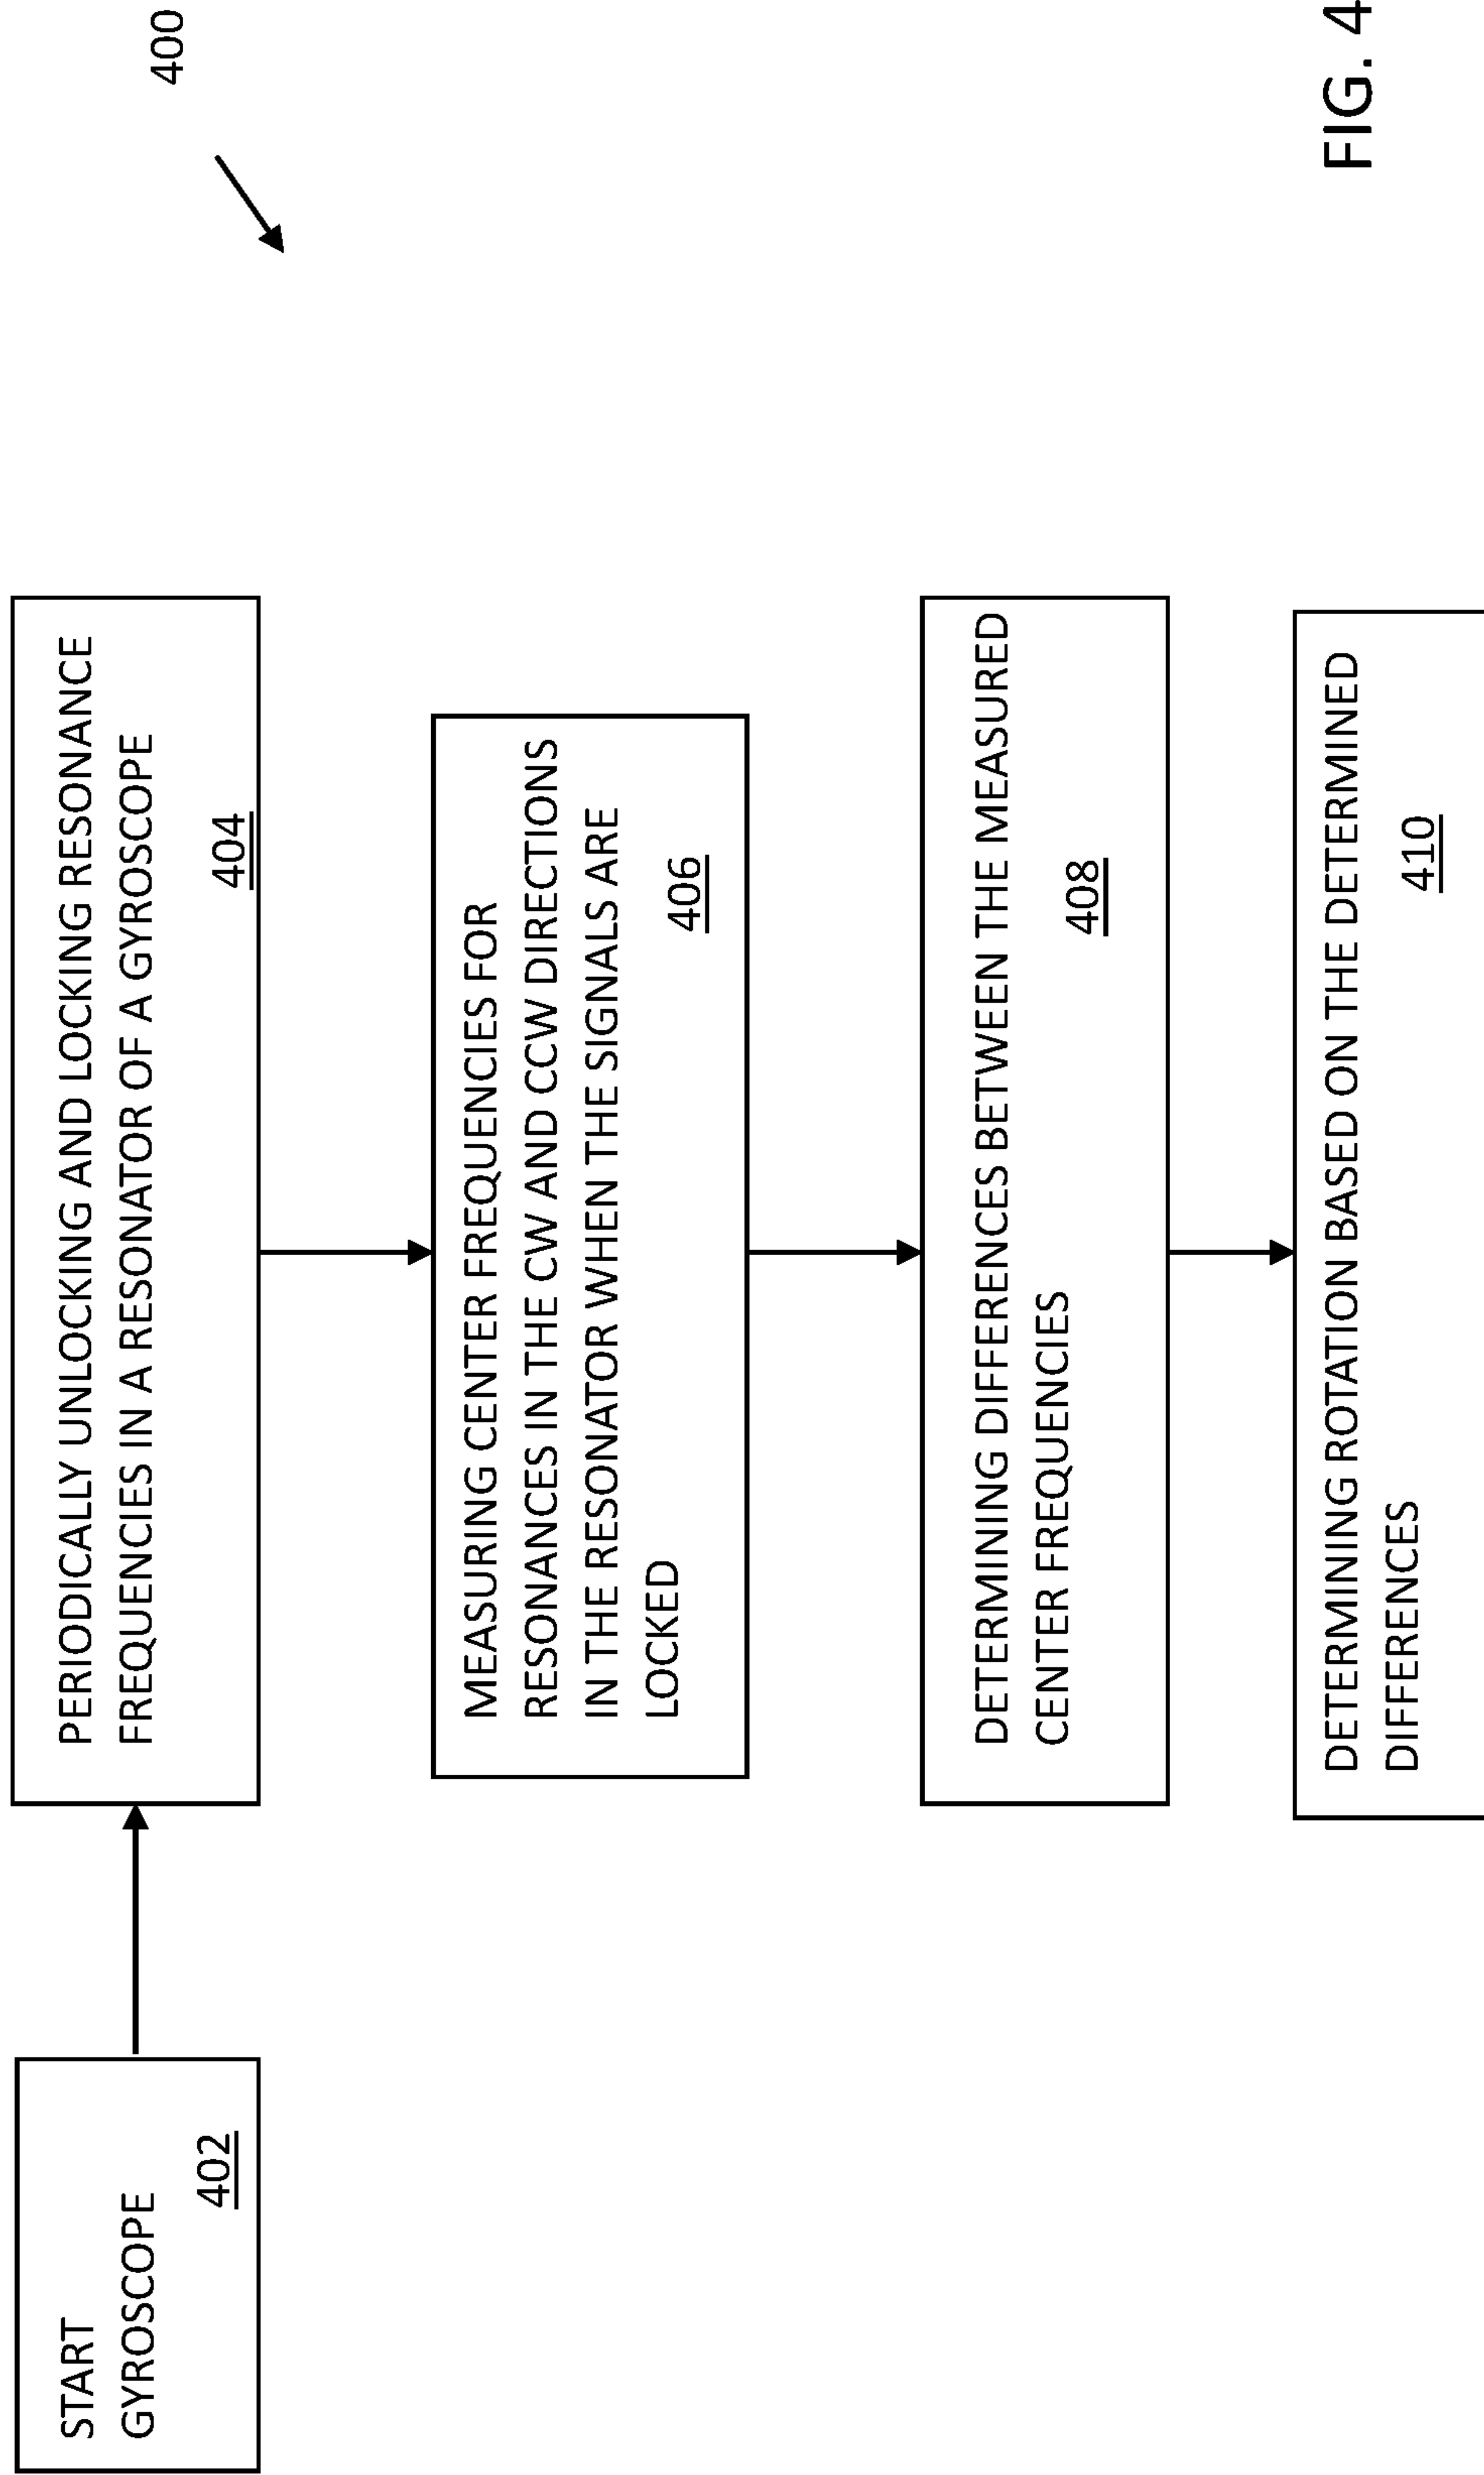 400
START
GYROSCOPE
402
PERIODICALLY UNLOCKING AND LOCKING RESONANCE
FREQUENCIES IN A RESONATOR OF A GYROSCOPE
404
MEASURING CENTER FREQUENCIES FOR
RESONANCES IN THE CW AND CCW DIRECTIONS
IN THE RESONATOR WHEN THE SIGNALS ARE
LOCKED
406
DETERMINING DIFFERENCES BETWEEN THE MEASURED
CENTER FREQUENCIES
408
DETERMINING ROTATION BASED ON THE DETERMINED
DIFFERENCES
410
FIG. 4